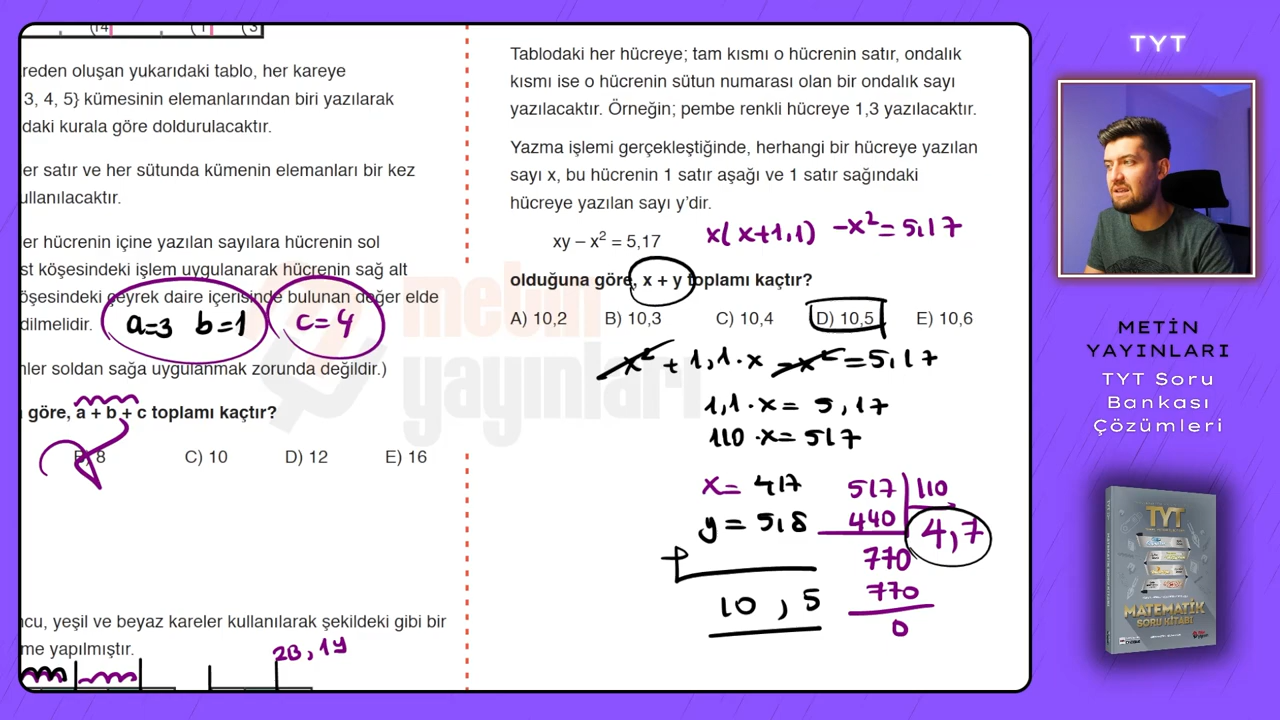 (14
(1
(3
reden oluşan yukarıdaki tablo, her kareye
3, 4, 5} kümesinin elemanlarından biri yazılarak
daki kurala göre doldurulacaktır.
er satır ve her sütunda kümenin elemanları bir kez
ullanılacaktır.
er hücrenin içine yazılan sayılara hücrenin sol
st köşesindeki işlem uygulanarak hücrenin sağ alt
öşesindeki çeyrek daire içerisinde bulunan değer elde
dilmelidir.
a=3 b=1 c=4
nler soldan sağa uygulanmak zorunda değildir.)
göre, a + b + c toplamı kaçtır?
B) 8 C) 10 D) 12 E) 16
ncu, yeşil ve beyaz kareler kullanılarak şekildeki gibi bir
me yapılmıştır.
2B, 1Y
Tablodaki her hücreye; tam kısmı o hücrenin satır, ondalık
kısmı ise o hücrenin sütun numarası olan bir ondalık sayı
yazılacaktır. Örneğin; pembe renkli hücreye 1,3 yazılacaktır.
Yazma işlemi gerçekleştiğinde, herhangi bir hücreye yazılan
sayı x, bu hücrenin 1 satır aşağı ve 1 satır sağındaki
hücreye yazılan sayı y’dir.
xy – x² = 5,17
x(x+1,1) -x² = 5,17
olduğuna göre, x + y toplamı kaçtır?
A) 10,2 B) 10,3 C) 10,4 D) 10,5 E) 10,6
x² + 1,1·x - x² = 5,17
1,1·x = 5,17
110·x = 517
x= 4,7
y = 5,8
+
10,5
517 110
440 4,7
770
770
0
metin
yayınları
TYT
METİN
YAYINLARI
TYT Soru
Bankası
Çözümleri
TYT
MATEMATİK
SORU KİTABI